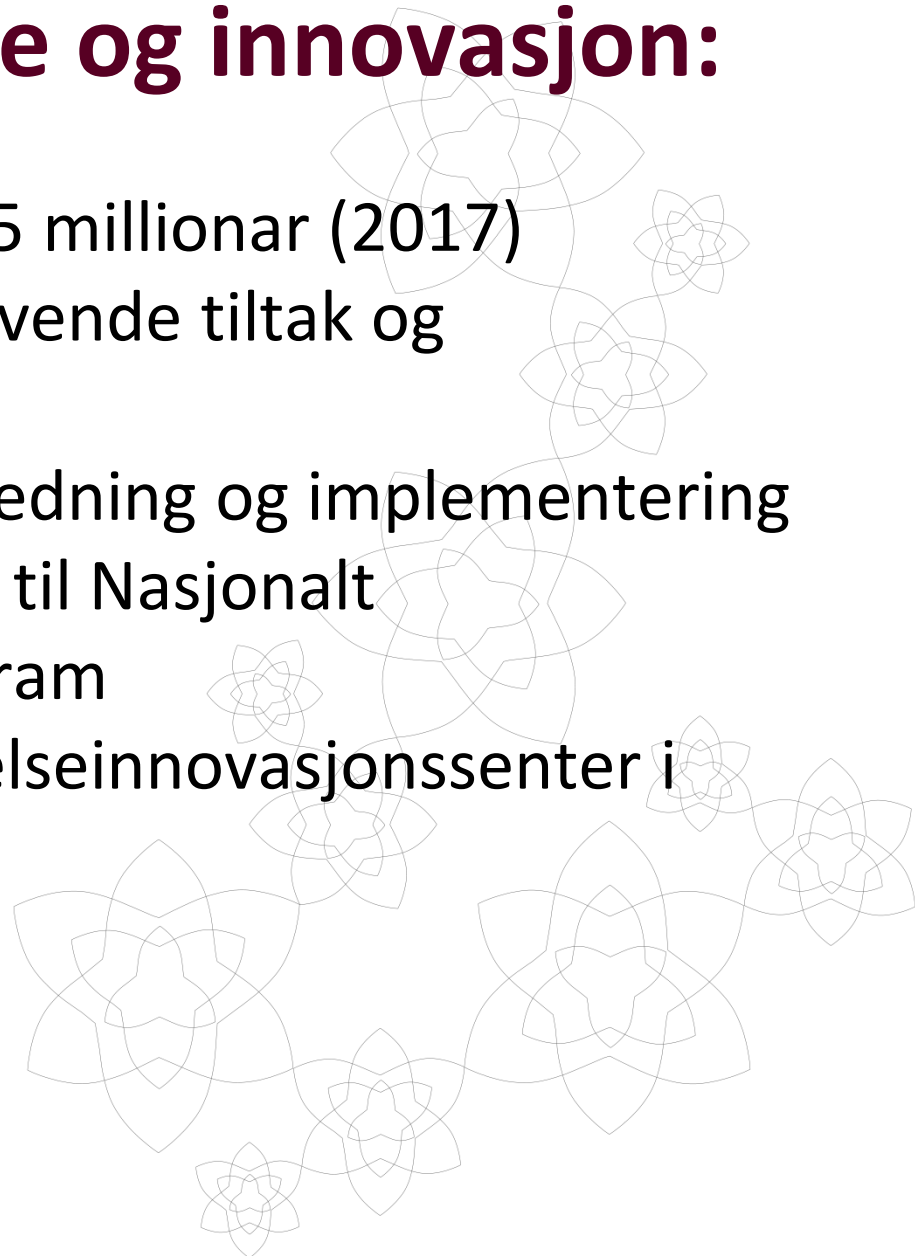 e og innovasjon:
5 millionar (2017)
vende tiltak og
edning og implementering
til Nasjonalt
ram
elseinnovasjonssenter i